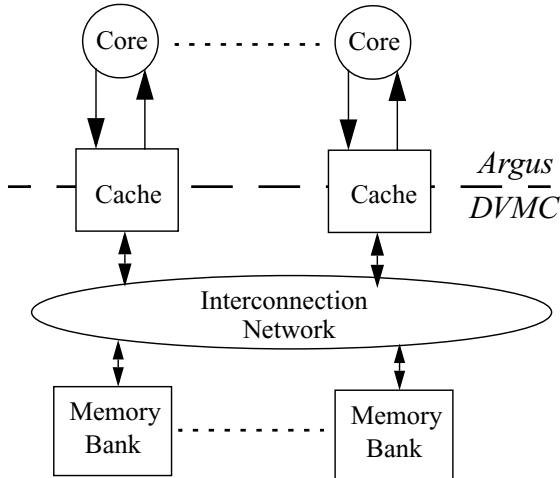 Core
Core
Argus
Cache
Cache
DVMC
Interconnection
Network
Memory
Bank
Memory
Bank